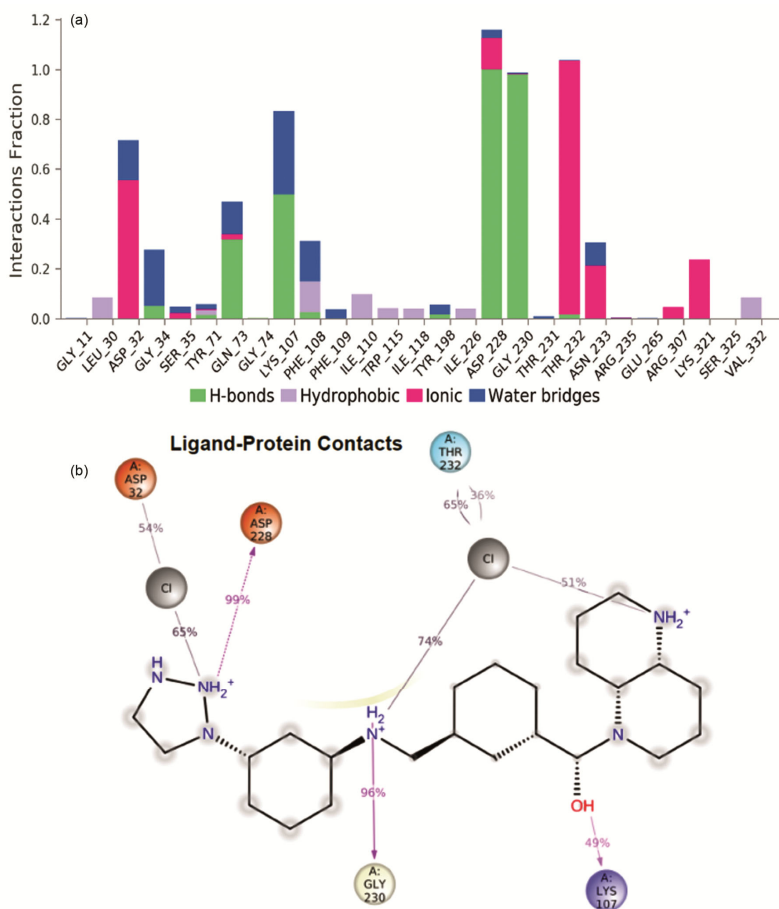 (a)
1.2
1.0
0.8
0.6
0.4
0.2
0.0
Interactions Fraction
GLY_11
LEU_30
ASP_32
GLY_34
SER_35
TYR_71
GLN_73
GLY_74
LYS_107
PHE_108
PHE_109
ILE_110
TRP_115
ILE_118
TYR_198
ILE_226
ASP_228
GLY_230
THR_231
THR_232
ASN_233
ARG_235
GLU_265
ARG_307
LYS_321
SER_325
VAL_332
H-bonds Hydrophobic Ionic Water bridges
Ligand-Protein Contacts
(b)
A:
ASP
32
A:
THR
232
A:
ASP
228
54%
65%
36%
Cl
Cl
99%
51%
65%
74%
H
N
NH2+
NH2+
N
H2
N+
N
96%
OH
49%
A:
GLY
230
A:
LYS
107